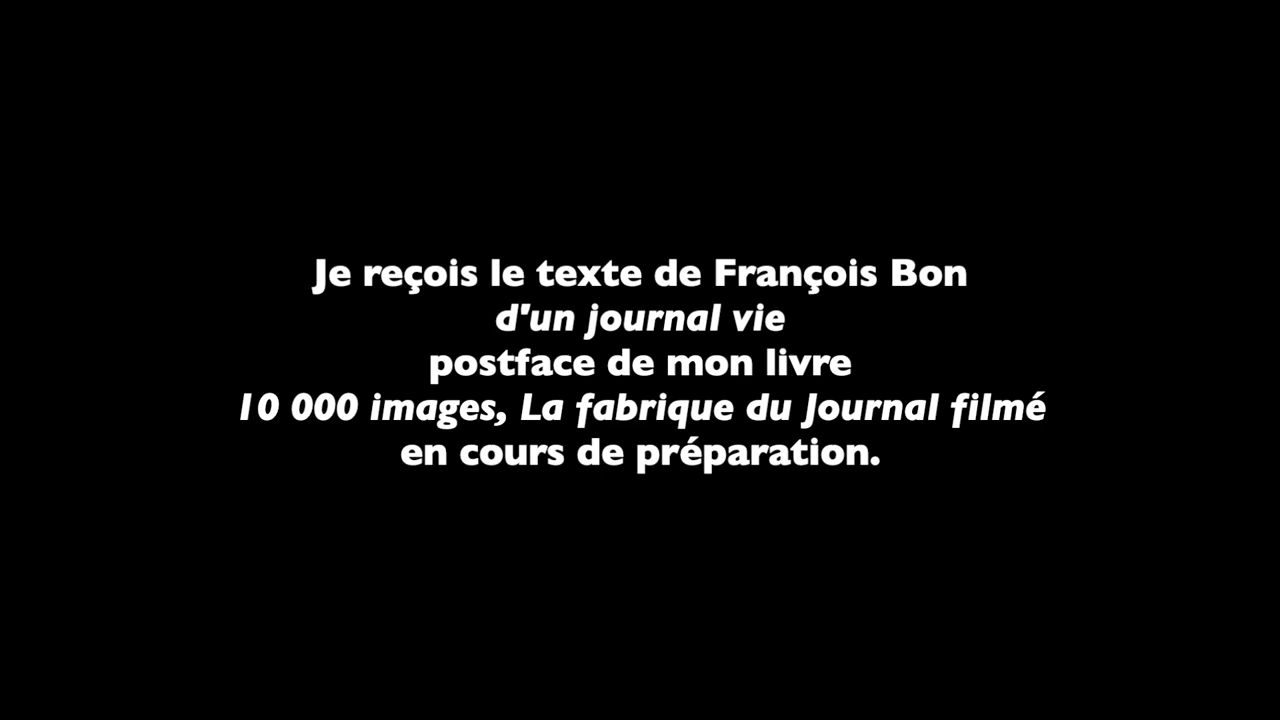 Je reçois le texte de François Bon
d'un journal vie
postface de mon livre
10 000 images, La fabrique du Journal filmé
en cours de préparation.